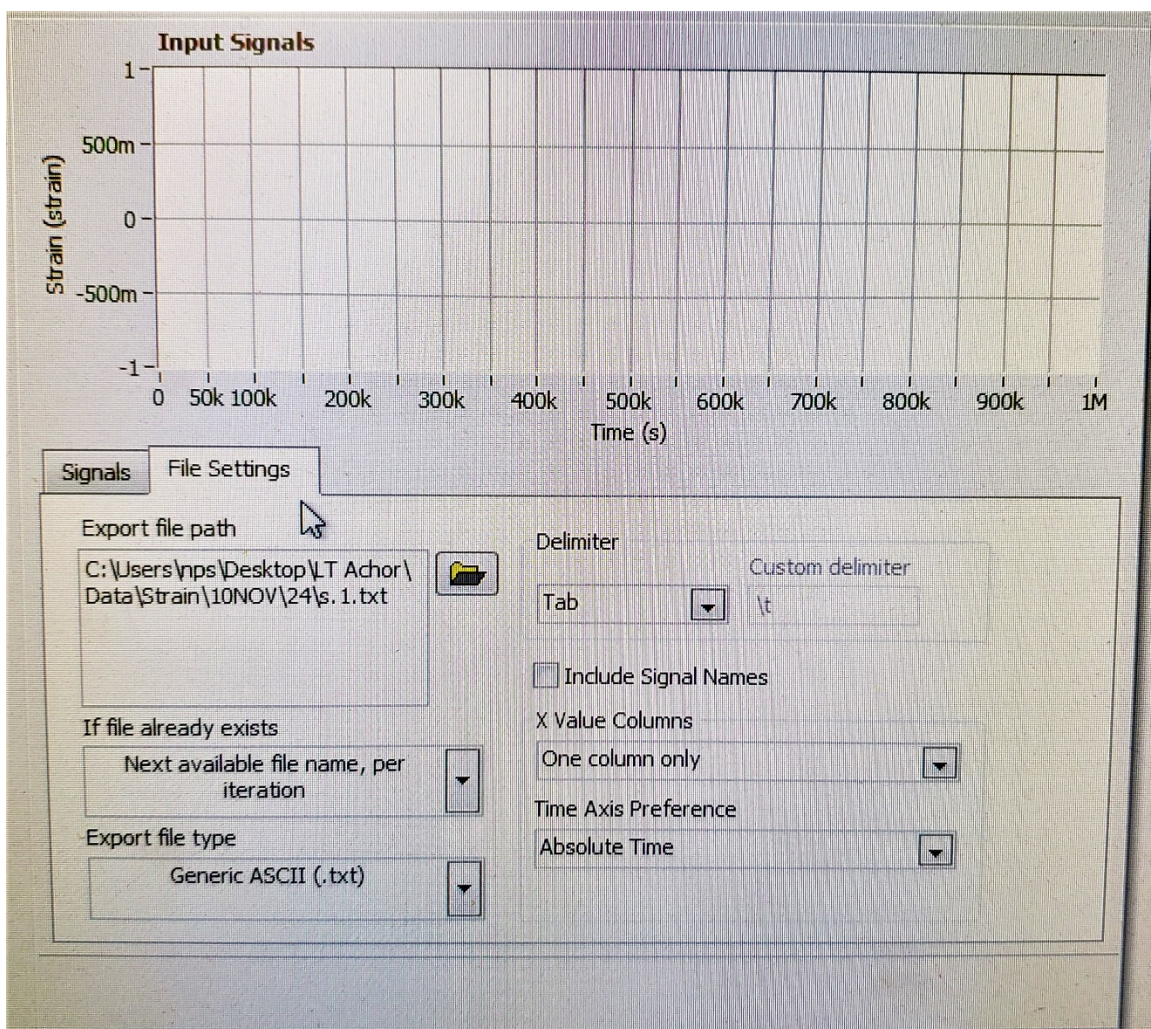 Input Signals
1
500m
0
-500m
-1
Strain (strain)
0 50k 100k 200k 300k 400k 500k 600k 700k 800k 900k 1M
Time (s)
Signals File Settings
Export file path
C:\Users\nps\Desktop\LT Achor\
Data\Strain\10NOV\24\s.1.txt
If file already exists
Next available file name, per
iteration
Export file type
Generic ASCII (.txt)
Delimiter
Custom delimiter
Tab
\t
Include Signal Names
X Value Columns
One column only
Time Axis Preference
Absolute Time